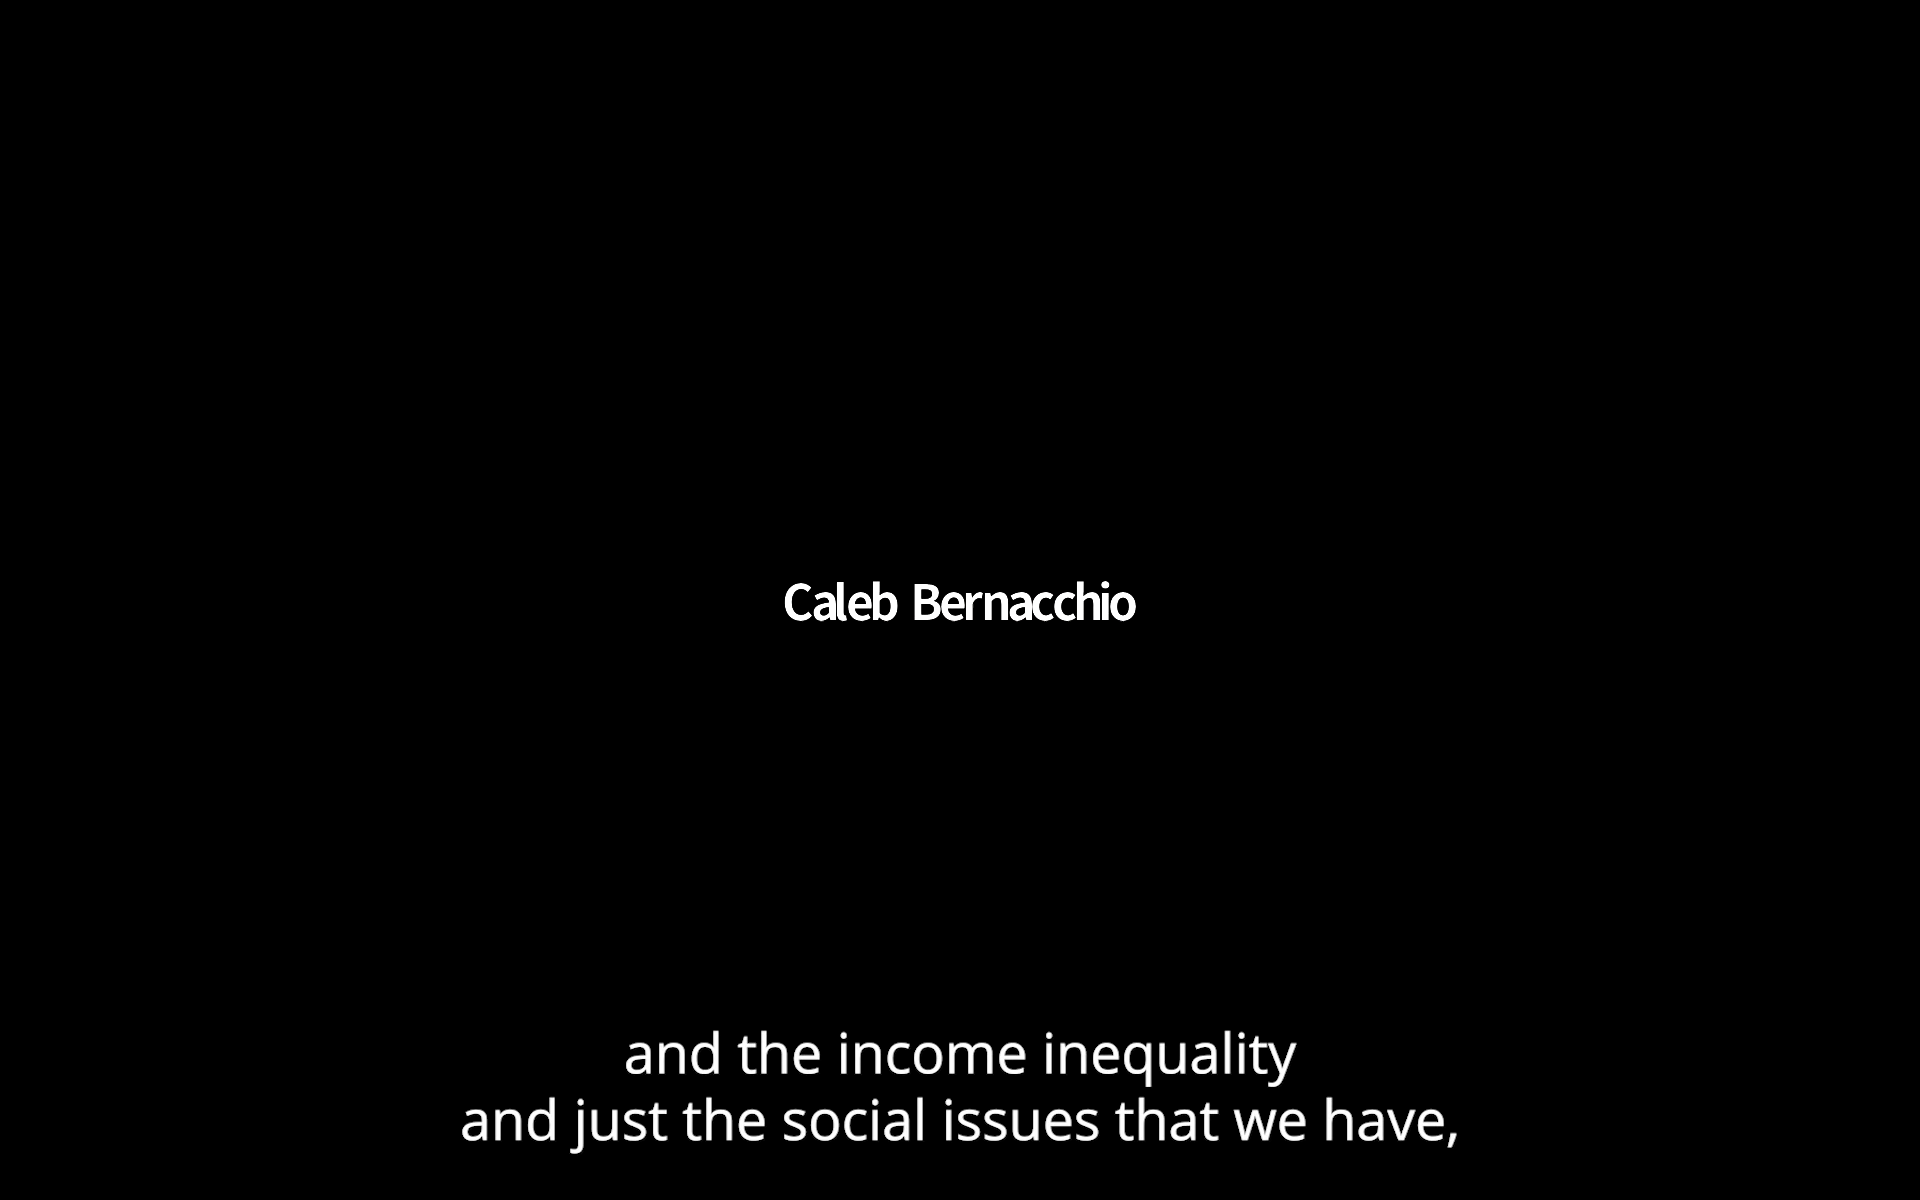 Caleb Bernacchio
and the income inequality
and just the social issues that we have,